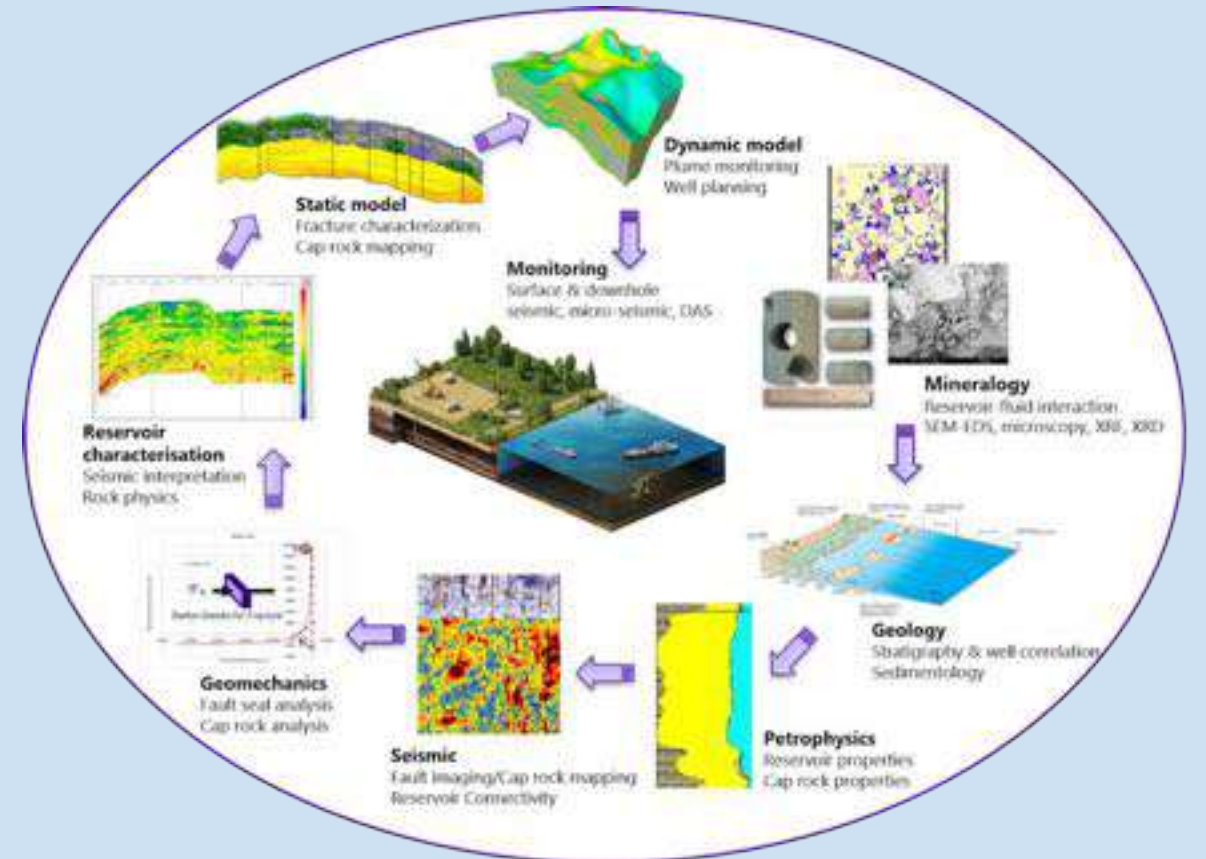 Dynamic model
Plume monitoring
Well planning
Static model
Fracture characterization
Cap rock mapping
Monitoring
Surface & downhole
seismic, micro-seismic, DAS
Mineralogy
Reservoir fluid interaction
SEM-EDS, microscopy, XRF, XRD
Reservoir
characterisation
Seismic interpretation
Rock physics
Geology
Stratigraphy & well correlation
Sedimentology
Geomechanics
Fault seal analysis
Cap rock analysis
Petrophysics
Reservoir properties
Cap rock properties
Seismic
Fault imaging/Cap rock mapping
Reservoir Connectivity